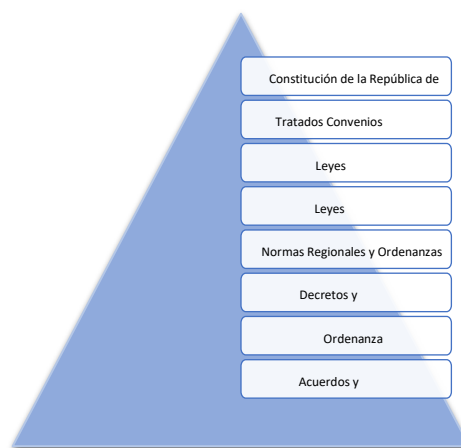 Constitución de la República de
Tratados Convenios
Leyes
Leyes
Normas Regionales y Ordenanzas
Decretos y
Ordenanza
Acuerdos y